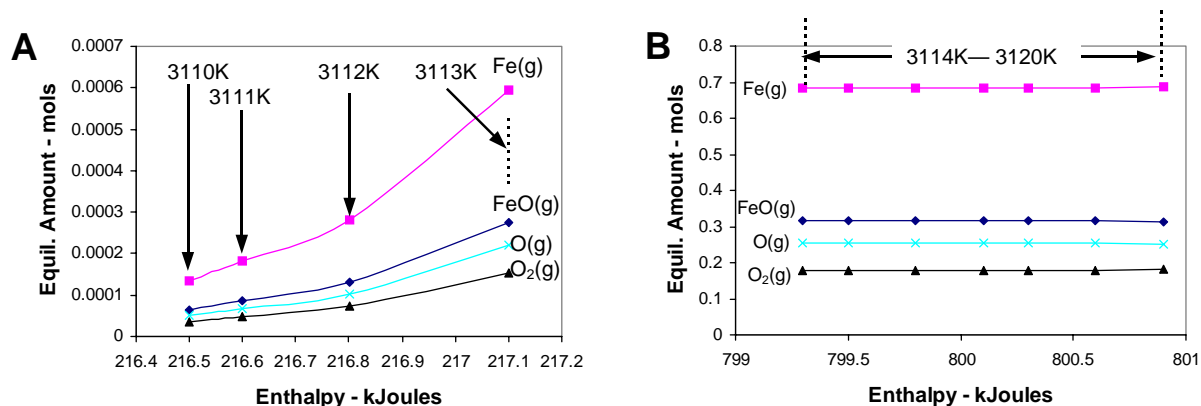 A
Equil. Amount - mols
0.0007
0.0006
0.0005
0.0004
0.0003
0.0002
0.0001
0
3110K
3111K
3112K
3113K
Fe(g)
FeO(g)
O(g)
O₂(g)
216.4 216.5 216.6 216.7 216.8 216.9 217 217.1 217.2
Enthalpy - kJoules
B
Equil. Amount - mols
0.8
0.7
0.6
0.5
0.4
0.3
0.2
0.1
0
3114K— 3120K
Fe(g)
FeO(g)
O(g)
O₂(g)
799 799.5 800 800.5 801
Enthalpy - kJoules